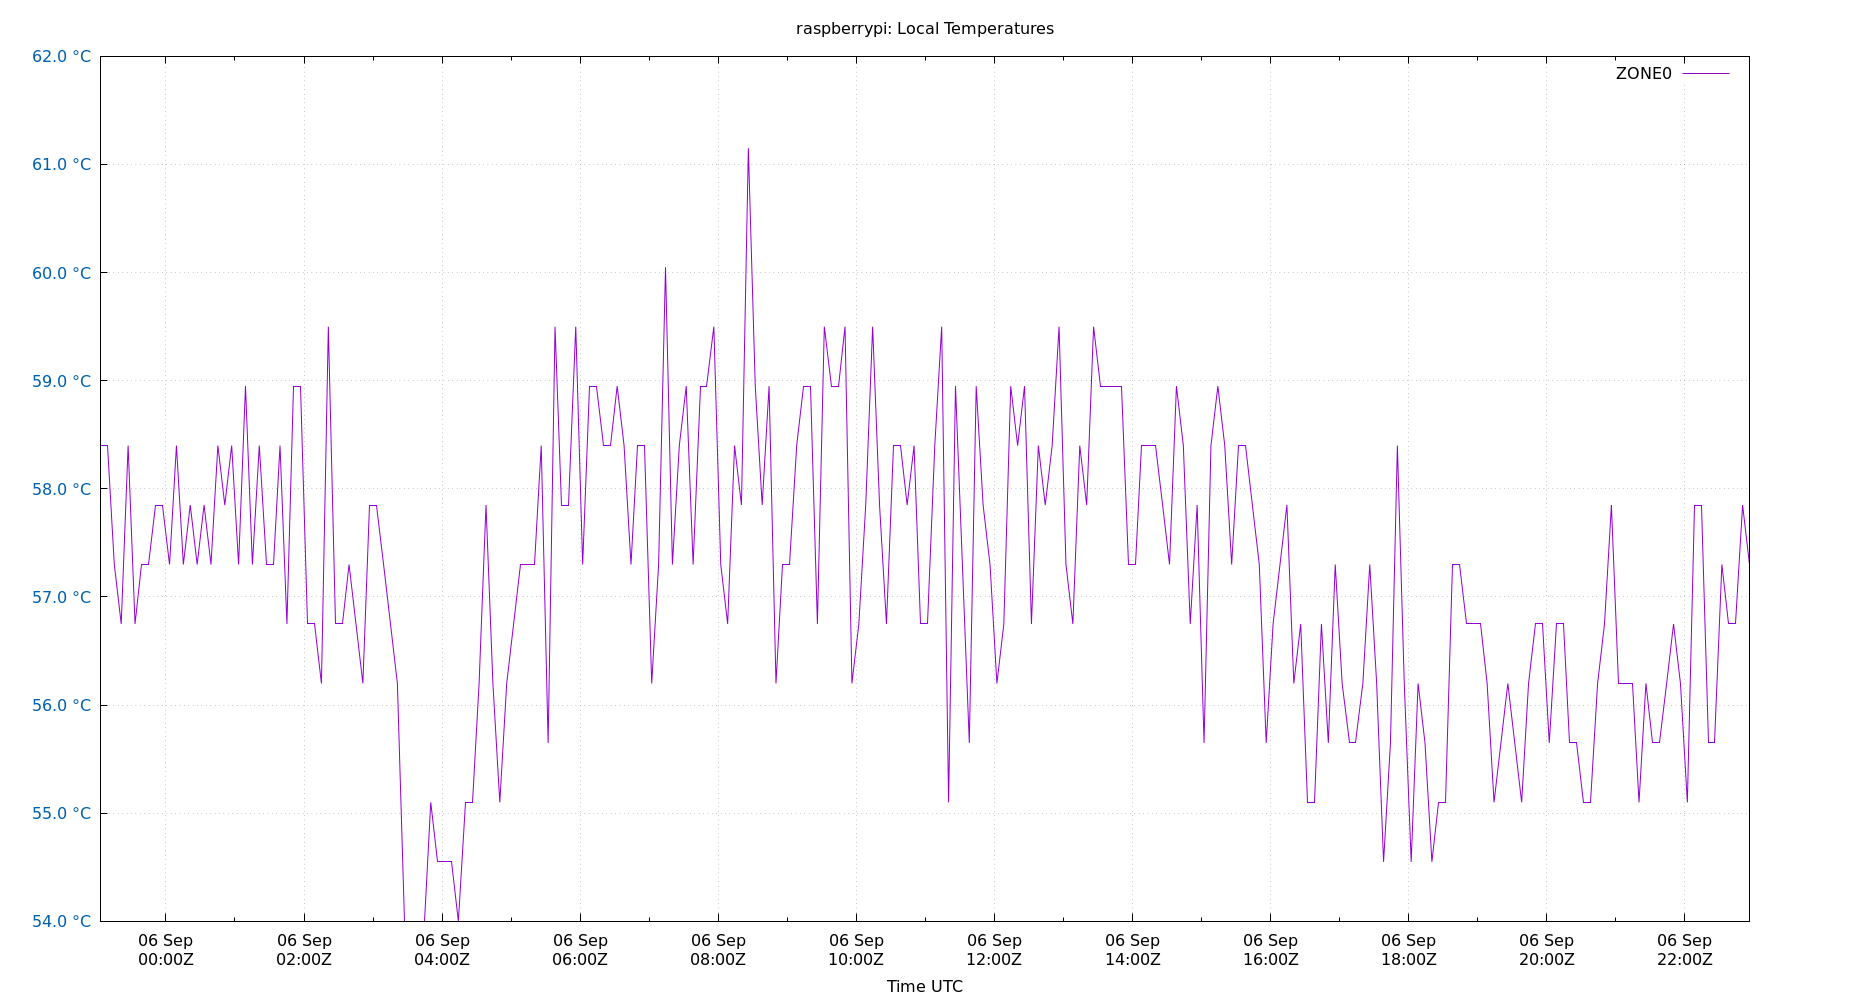 raspberrypi: Local Temperatures
62.0 °C
ZONE0
61.0 °C
60.0 °C
59.0 °C
58.0 °C
57.0 °C
56.0 °C
55.0 °C
54.0 °C
06 Sep 06 Sep 06 Sep 06 Sep 06 Sep 06 Sep 06 Sep 06 Sep 06 Sep 06 Sep 06 Sep 06 Sep
00:00Z 02:00Z 04:00Z 06:00Z 08:00Z 10:00Z 12:00Z 14:00Z 16:00Z 18:00Z 20:00Z 22:00Z
Time UTC